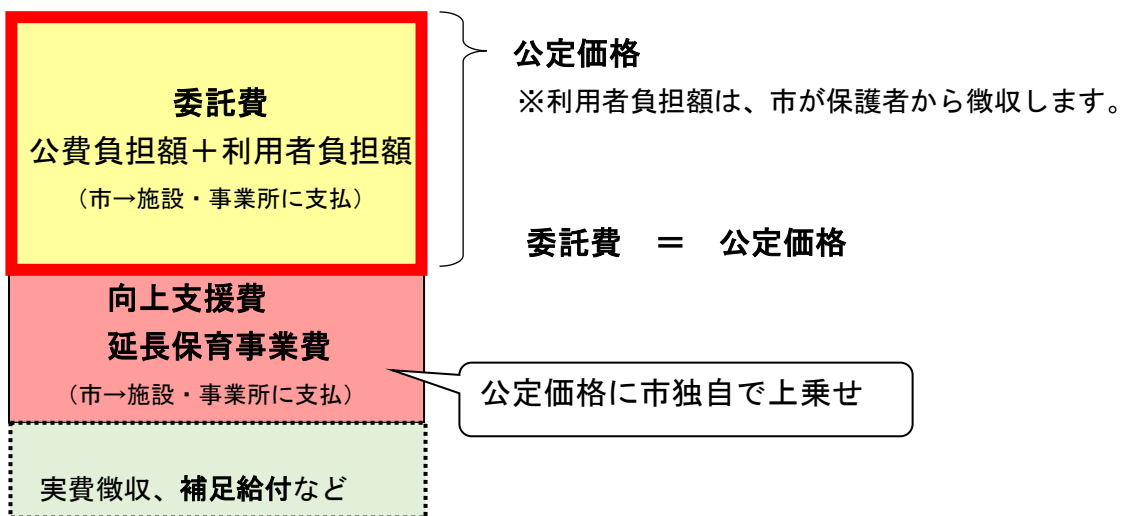 委託費
公費負担額＋利用者負担額
（市→施設・事業所に支払）
公定価格
※利用者負担額は、市が保護者から徴収します。
委託費　＝　公定価格
向上支援費
延長保育事業費
（市→施設・事業所に支払）
公定価格に市独自で上乗せ
実費徴収、補足給付など